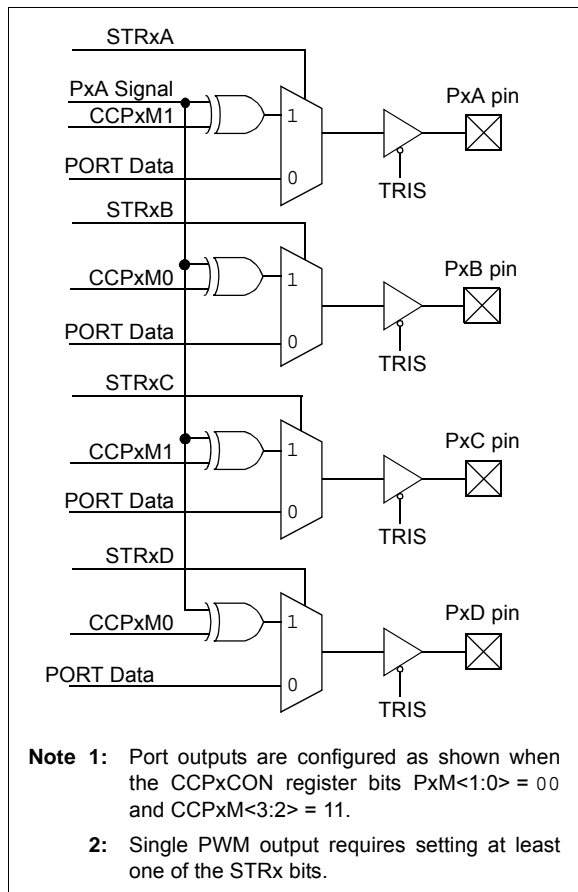 STRxA
PxA Signal
CCPxM1
1
PORT Data
0
PxA pin
TRIS
STRxB
CCPxM0
1
PORT Data
0
PxB pin
TRIS
STRxC
CCPxM1
1
PORT Data
0
PxC pin
TRIS
STRxD
CCPxM0
1
PORT Data
0
PxD pin
TRIS
Note 1: Port outputs are configured as shown when
the CCPxCON register bits PxM<1:0> = 00
and CCPxM<3:2> = 11.
2: Single PWM output requires setting at least
one of the STRx bits.